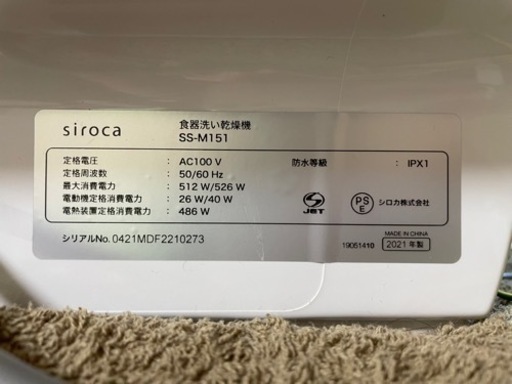 siroca
食器洗い乾燥機
SS-M151
定格電圧 : AC100 V
定格周波数 : 50/60 Hz
最大消費電力 : 512 W/526 W
電動機定格消費電力 : 26 W/40 W
電熱装置定格消費電力 : 486 W
防水等級 : IPX1
S JET
PS E シロカ株式会社
シリアルNo. 0421MDF2210273
19051410
MADE IN CHINA
2021 年製